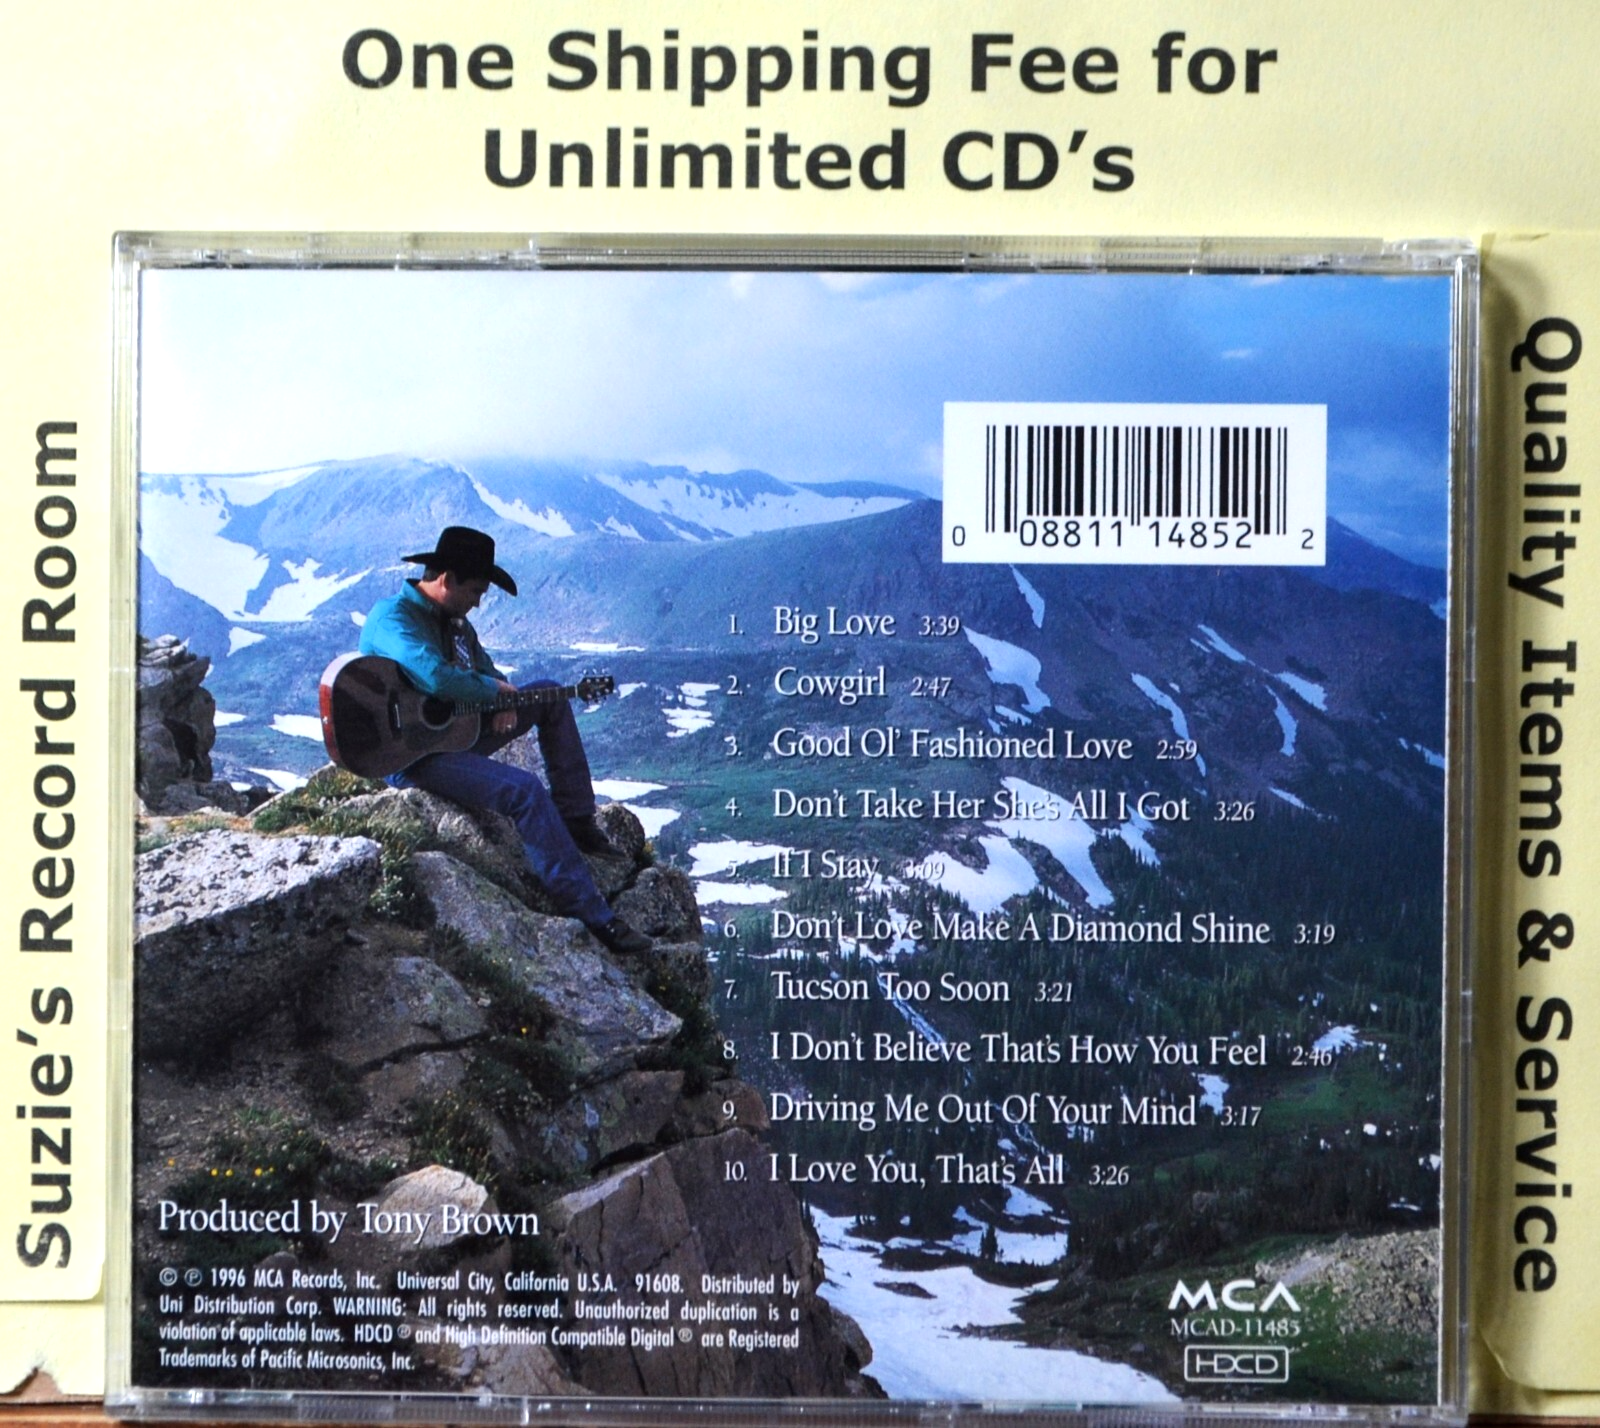 One Shipping Fee for
Unlimited CD's
Suzie's Record Room
Quality Items & Service
0 08811 14852 2
1. Big Love 3:39
2. Cowgirl 2:47
3. Good Ol' Fashioned Love 2:59
4. Don't Take Her She's All I Got 3:26
5. If I Stay 3:09
6. Don't Love Make A Diamond Shine 3:19
7. Tucson Too Soon 3:21
8. I Don't Believe That's How You Feel 2:46
9. Driving Me Out Of Your Mind 3:17
10. I Love You, That's All 3:26
Produced by Tony Brown
© ℗ 1996 MCA Records, Inc. Universal City, California U.S.A. 91608. Distributed by
Uni Distribution Corp. WARNING: All rights reserved. Unauthorized duplication is a
violation of applicable laws. HDCD ® and High Definition Compatible Digital ® are Registered
Trademarks of Pacific Microsonics, Inc.
MCA
MCAD-11485
HDCD